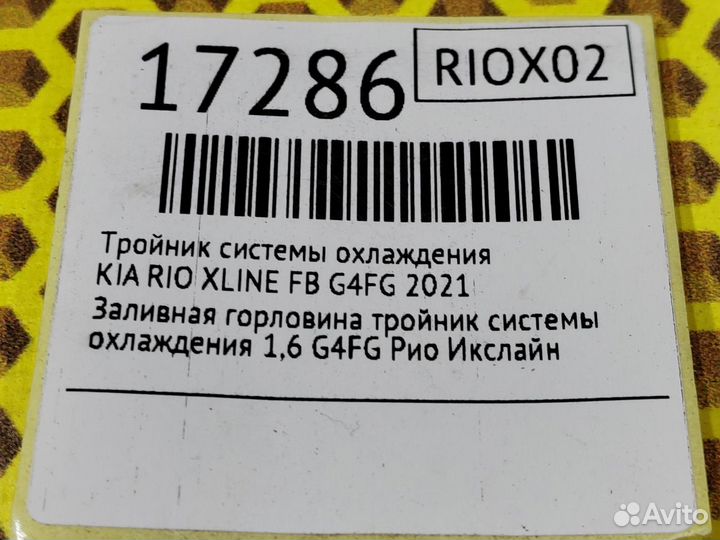 17286
RIOX02
Тройник системы охлаждения
KIA RIO XLINE FB G4FG 2021
Заливная горловина тройник системы
охлаждения 1,6 G4FG Рио Икслайн
Avito